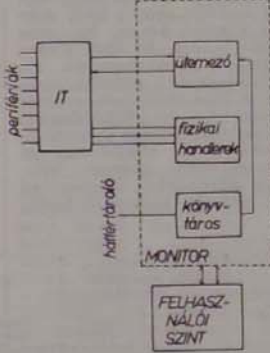 perifériák
IT
ütemező
fizikai
handlerek
háttértároló
könyv-
táros
MONITOR
FELHASZ-
NÁLÓI
SZINT